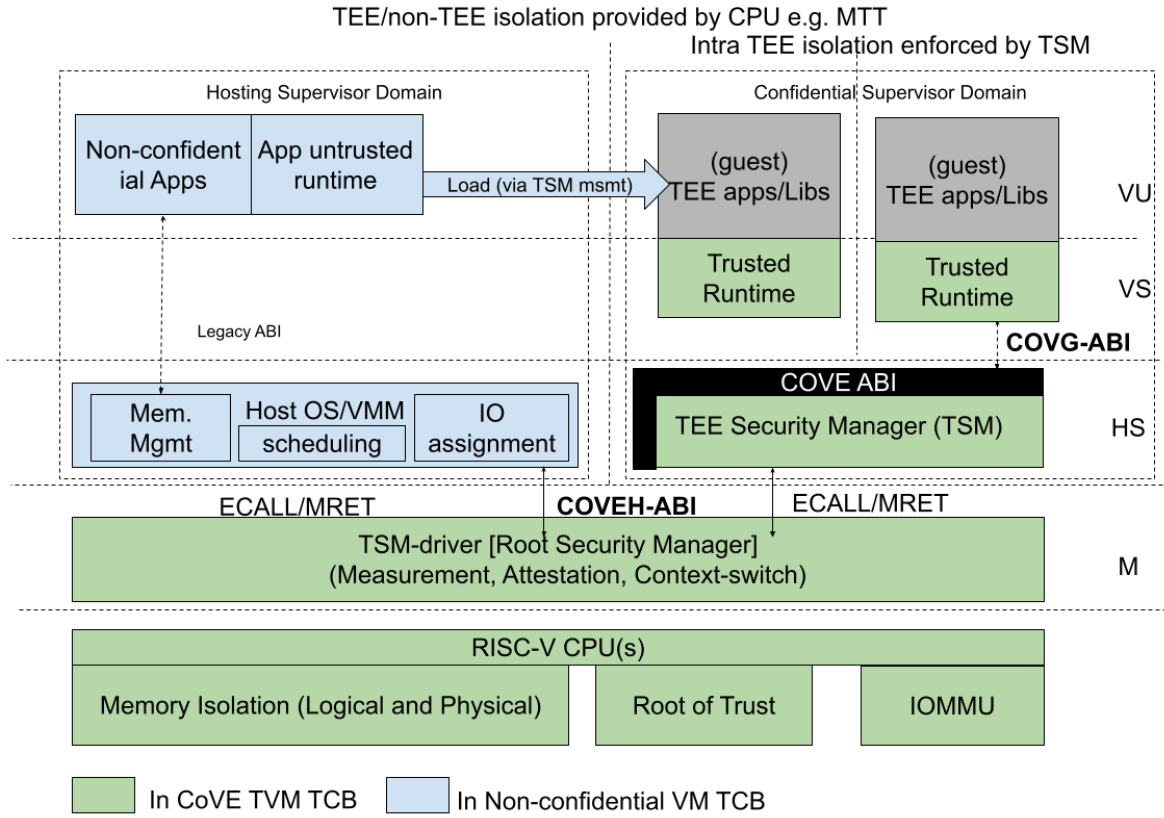 TEE/non-TEE isolation provided by CPU e.g. MTT
Intra TEE isolation enforced by TSM
Hosting Supervisor Domain
Confidential Supervisor Domain
Non-confident
ial Apps
App untrusted
runtime
Load (via TSM msmt)
(guest)
TEE apps/Libs
(guest)
TEE apps/Libs
VU
Trusted
Runtime
Trusted
Runtime
VS
Legacy ABI
COVG-ABI
Mem.
Mgmt
Host OS/VMM
scheduling
IO
assignment
COVE ABI
TEE Security Manager (TSM)
HS
ECALL/MRET
COVEH-ABI
ECALL/MRET
TSM-driver [Root Security Manager]
(Measurement, Attestation, Context-switch)
M
RISC-V CPU(s)
Memory Isolation (Logical and Physical)
Root of Trust
IOMMU
In CoVE TVM TCB
In Non-confidential VM TCB